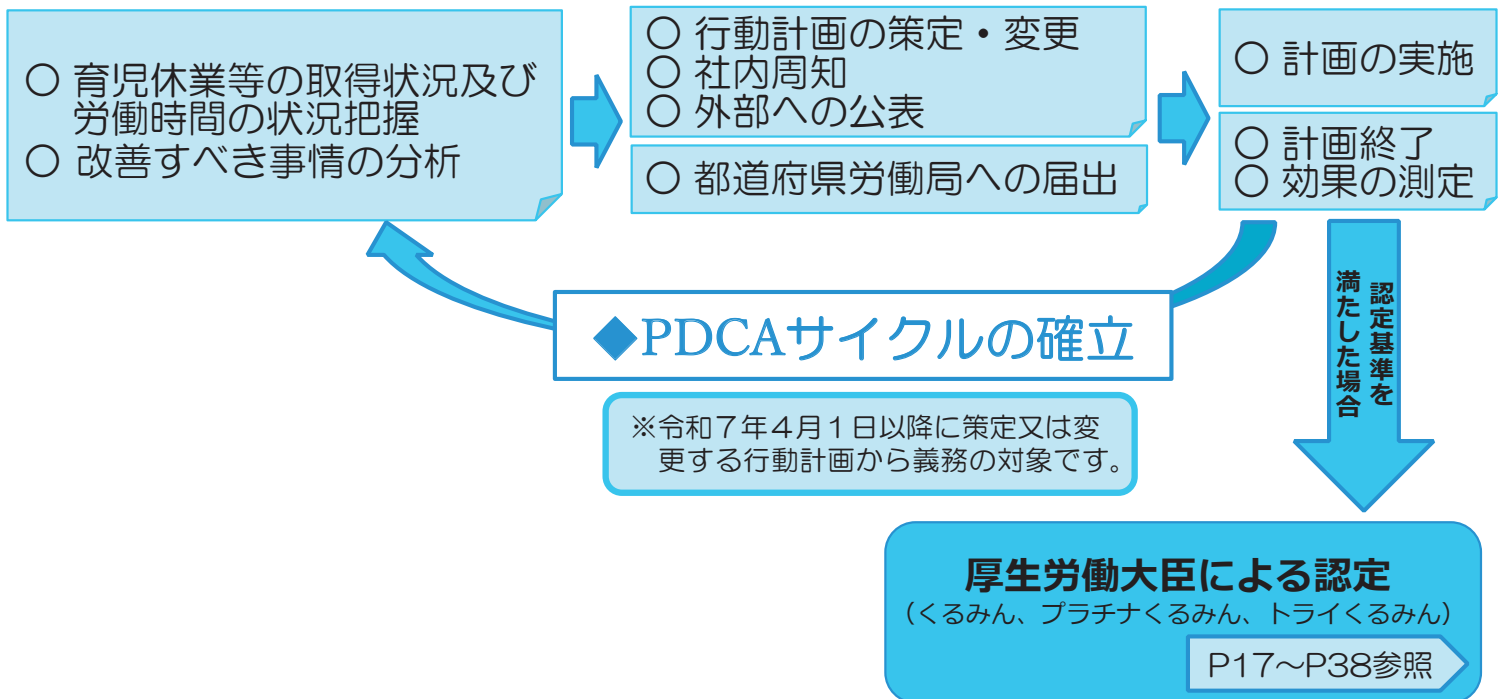 ○ 育児休業等の取得状況及び
労働時間の状況把握
○ 改善すべき事情の分析
○ 行動計画の策定・変更
○ 社内周知
○ 外部への公表
○ 都道府県労働局への届出
○ 計画の実施
○ 計画終了
○ 効果の測定
認定基準を
満たした場合
◆PDCAサイクルの確立
※令和７年４月１日以降に策定又は変
更する行動計画から義務の対象です。
厚生労働大臣による認定
（くるみん、プラチナくるみん、トライくるみん）
P17～P38参照